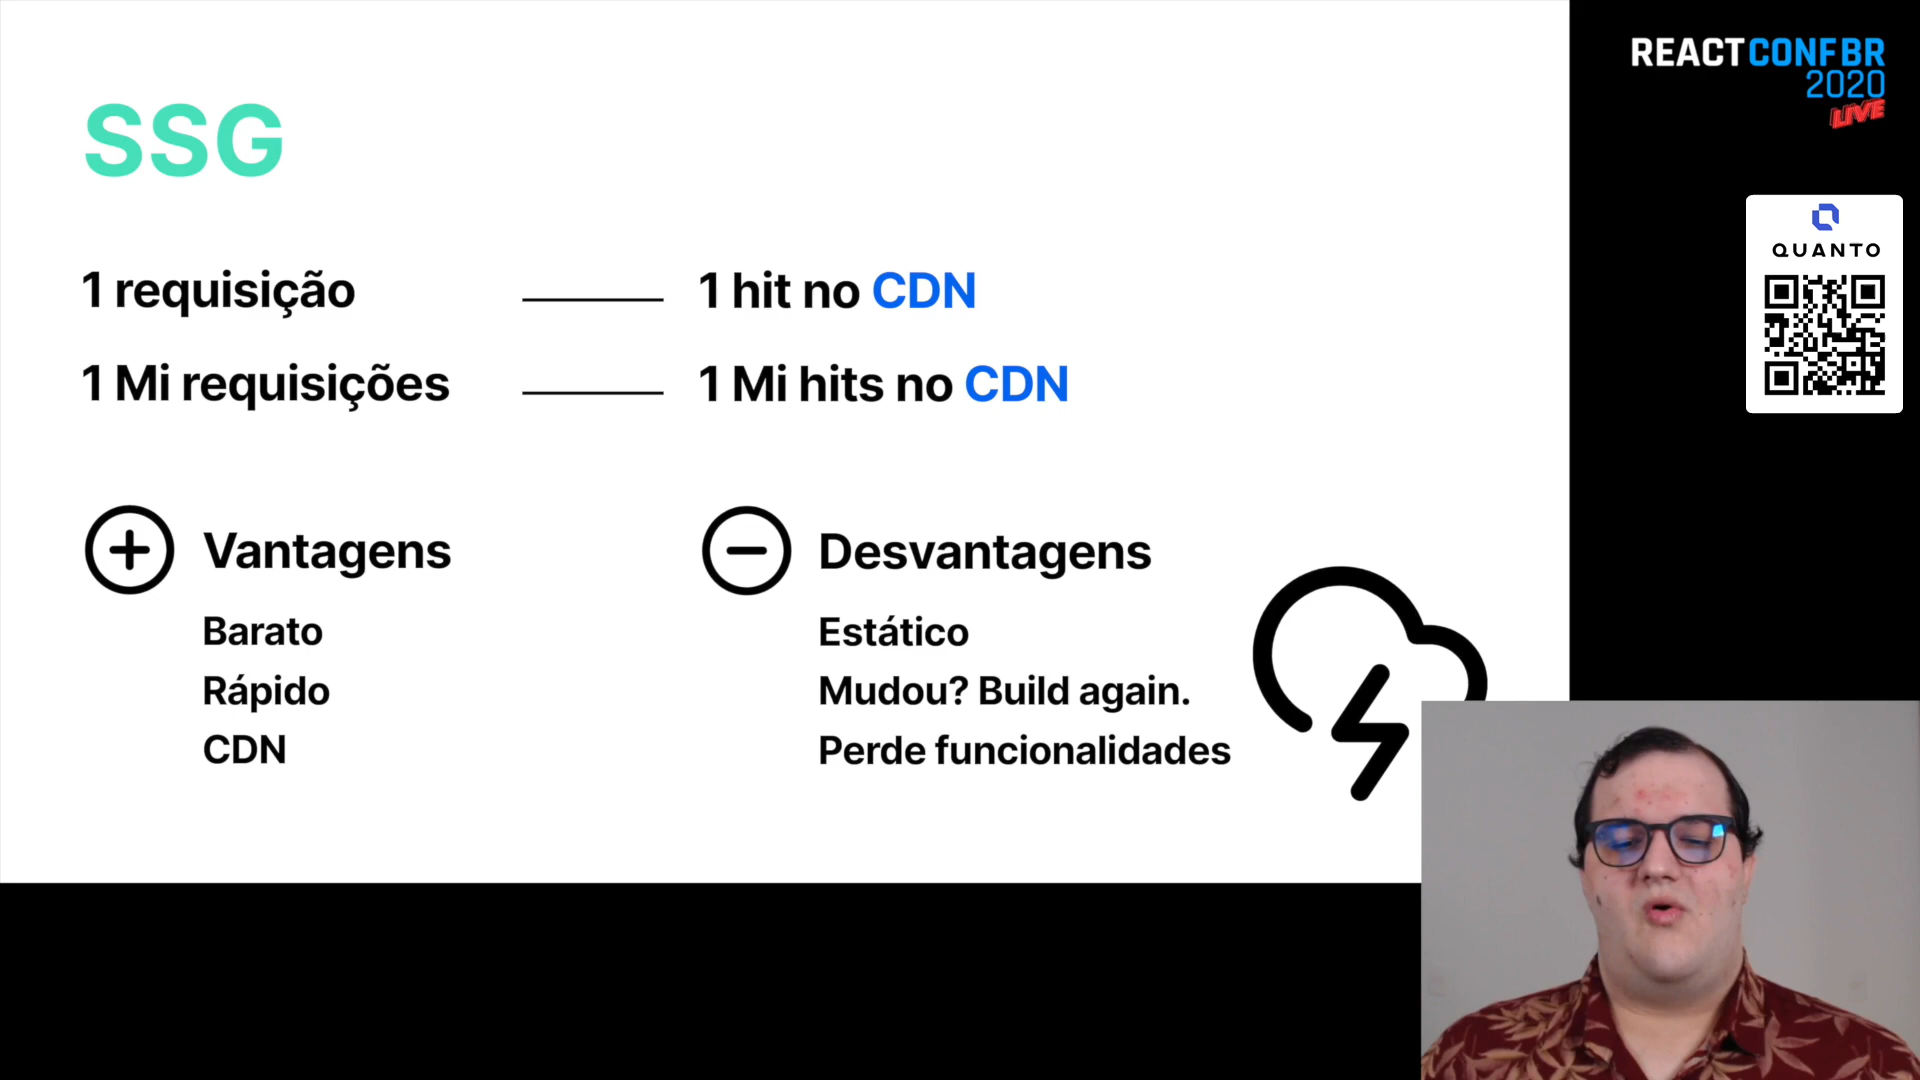 SSG
1 requisição 1 hit no CDN
1 Mi requisições 1 Mi hits no CDN
Vantagens
Barato
Rápido
CDN
Desvantagens
Estático
Mudou? Build again.
Perde funcionalidades
REACTCONFBR
2020
LIVE
QUANTO